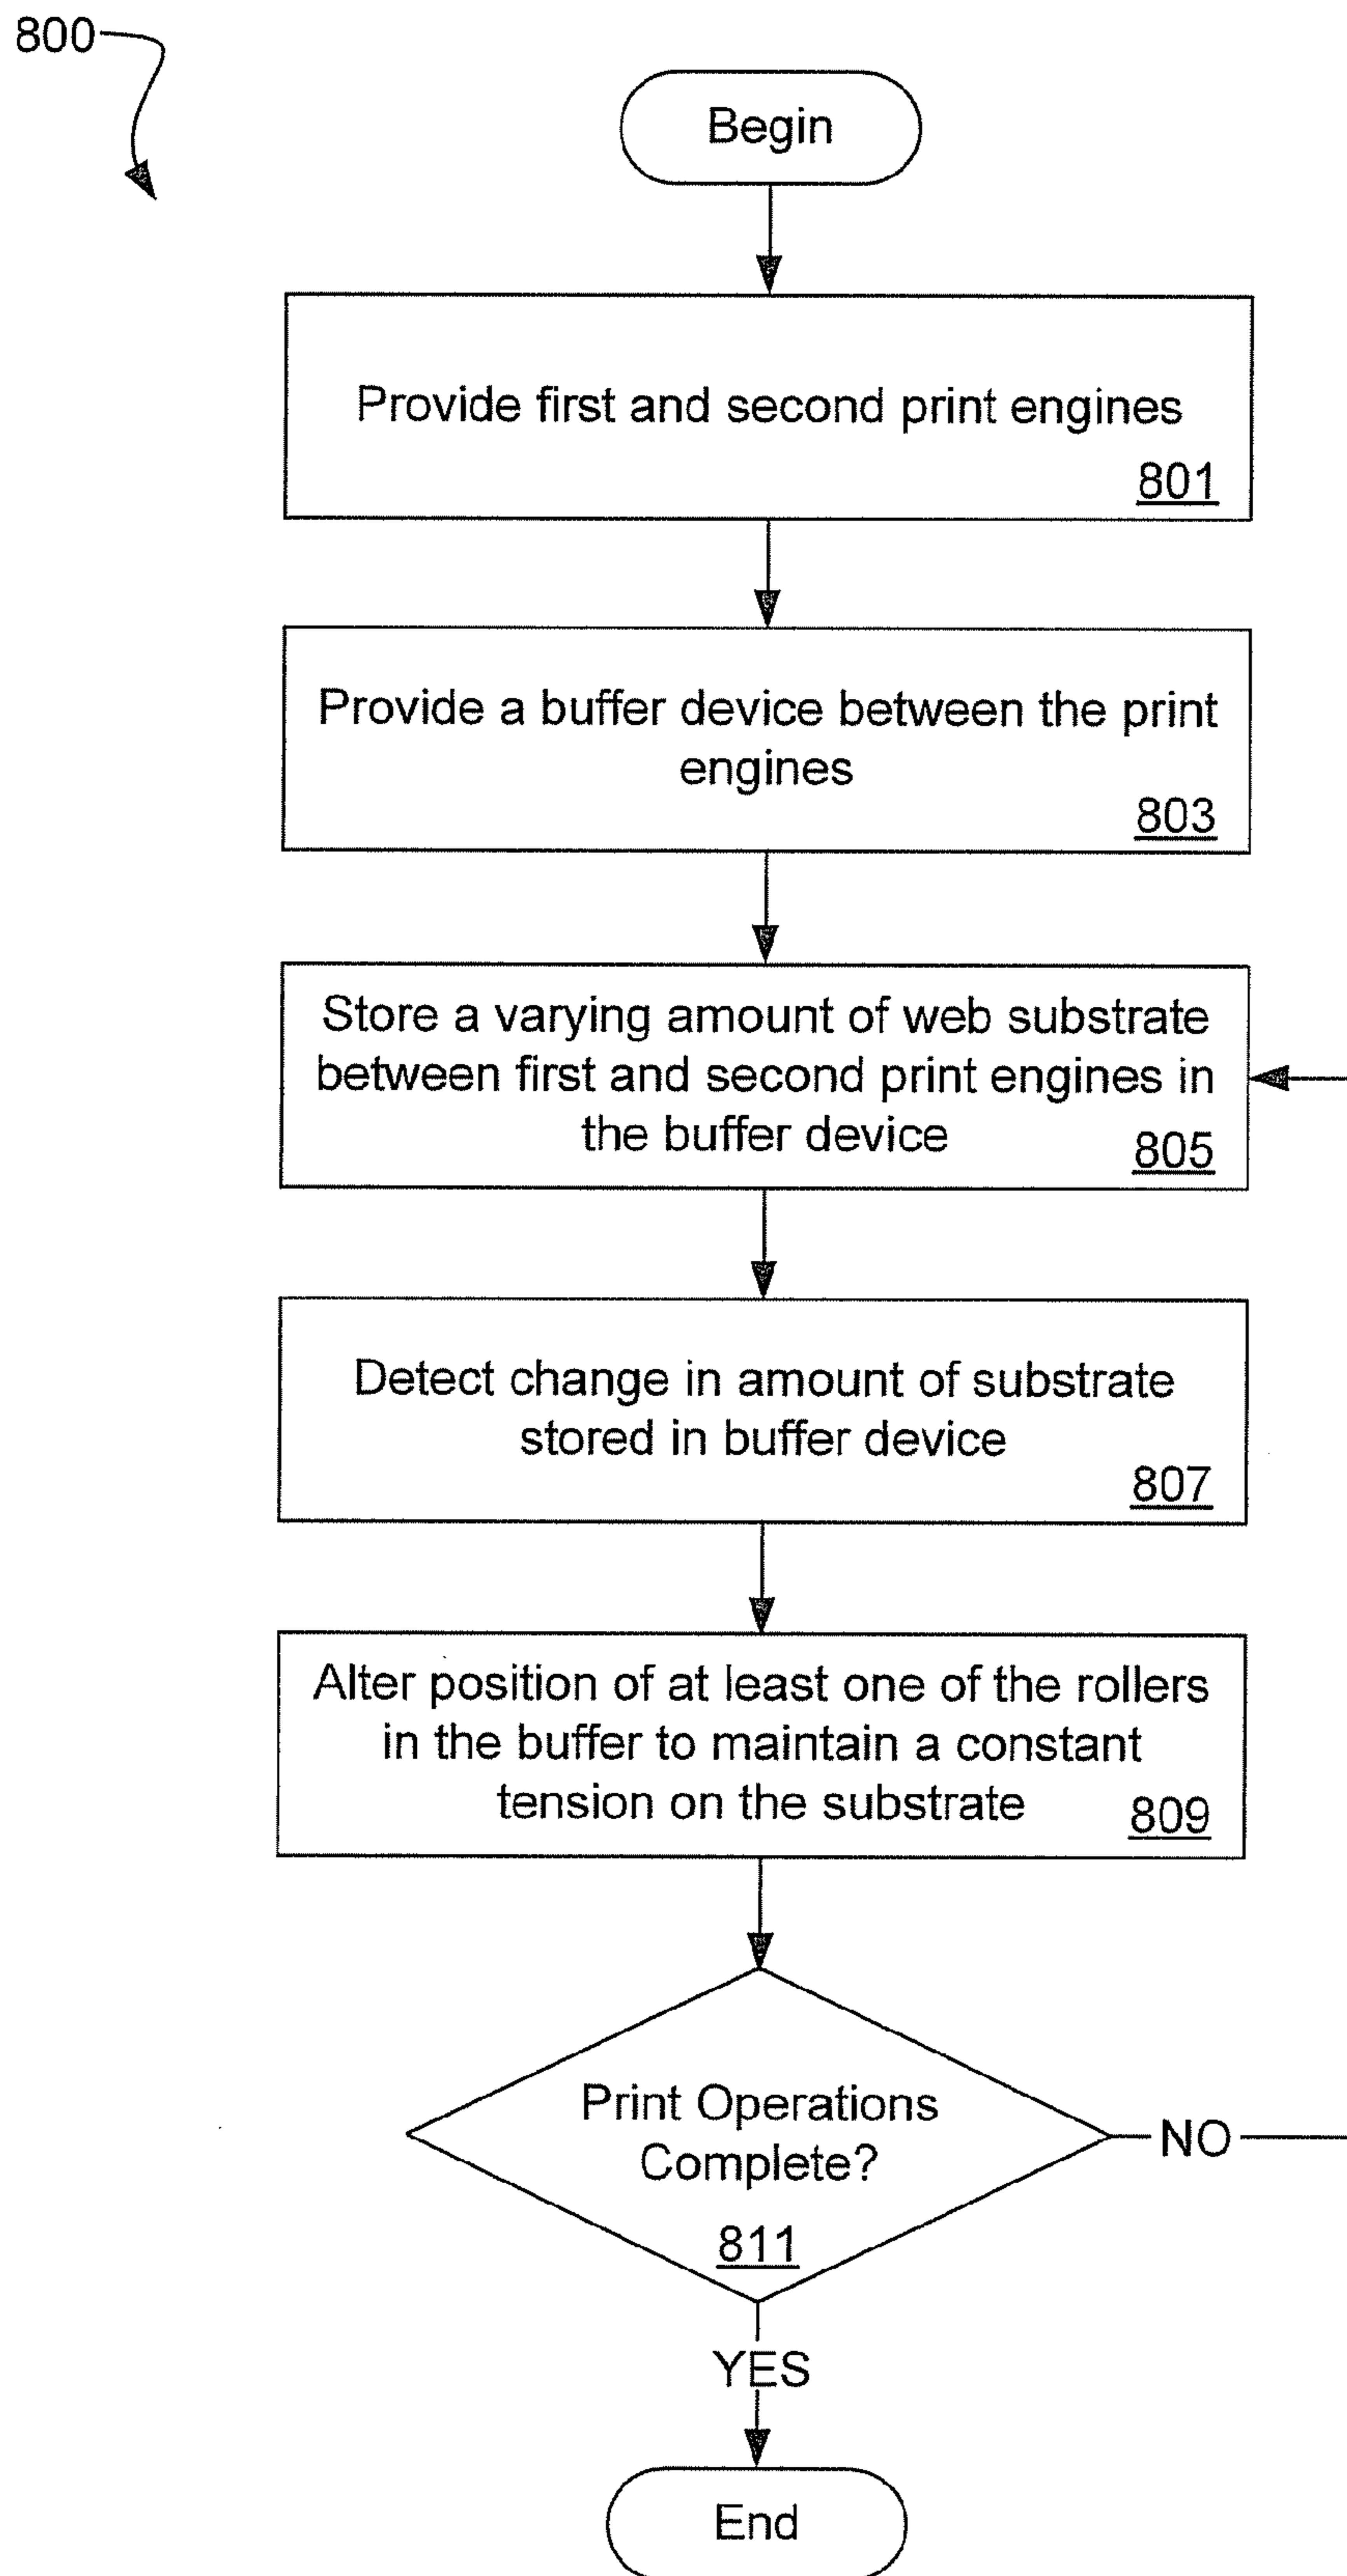 800
Begin
Provide first and second print engines
801
Provide a buffer device between the print
engines
803
Store a varying amount of web substrate
between first and second print engines in
the buffer device
805
Detect change in amount of substrate
stored in buffer device
807
Alter position of at least one of the rollers
in the buffer to maintain a constant
tension on the substrate
809
Print Operations
Complete?
811
NO
YES
End